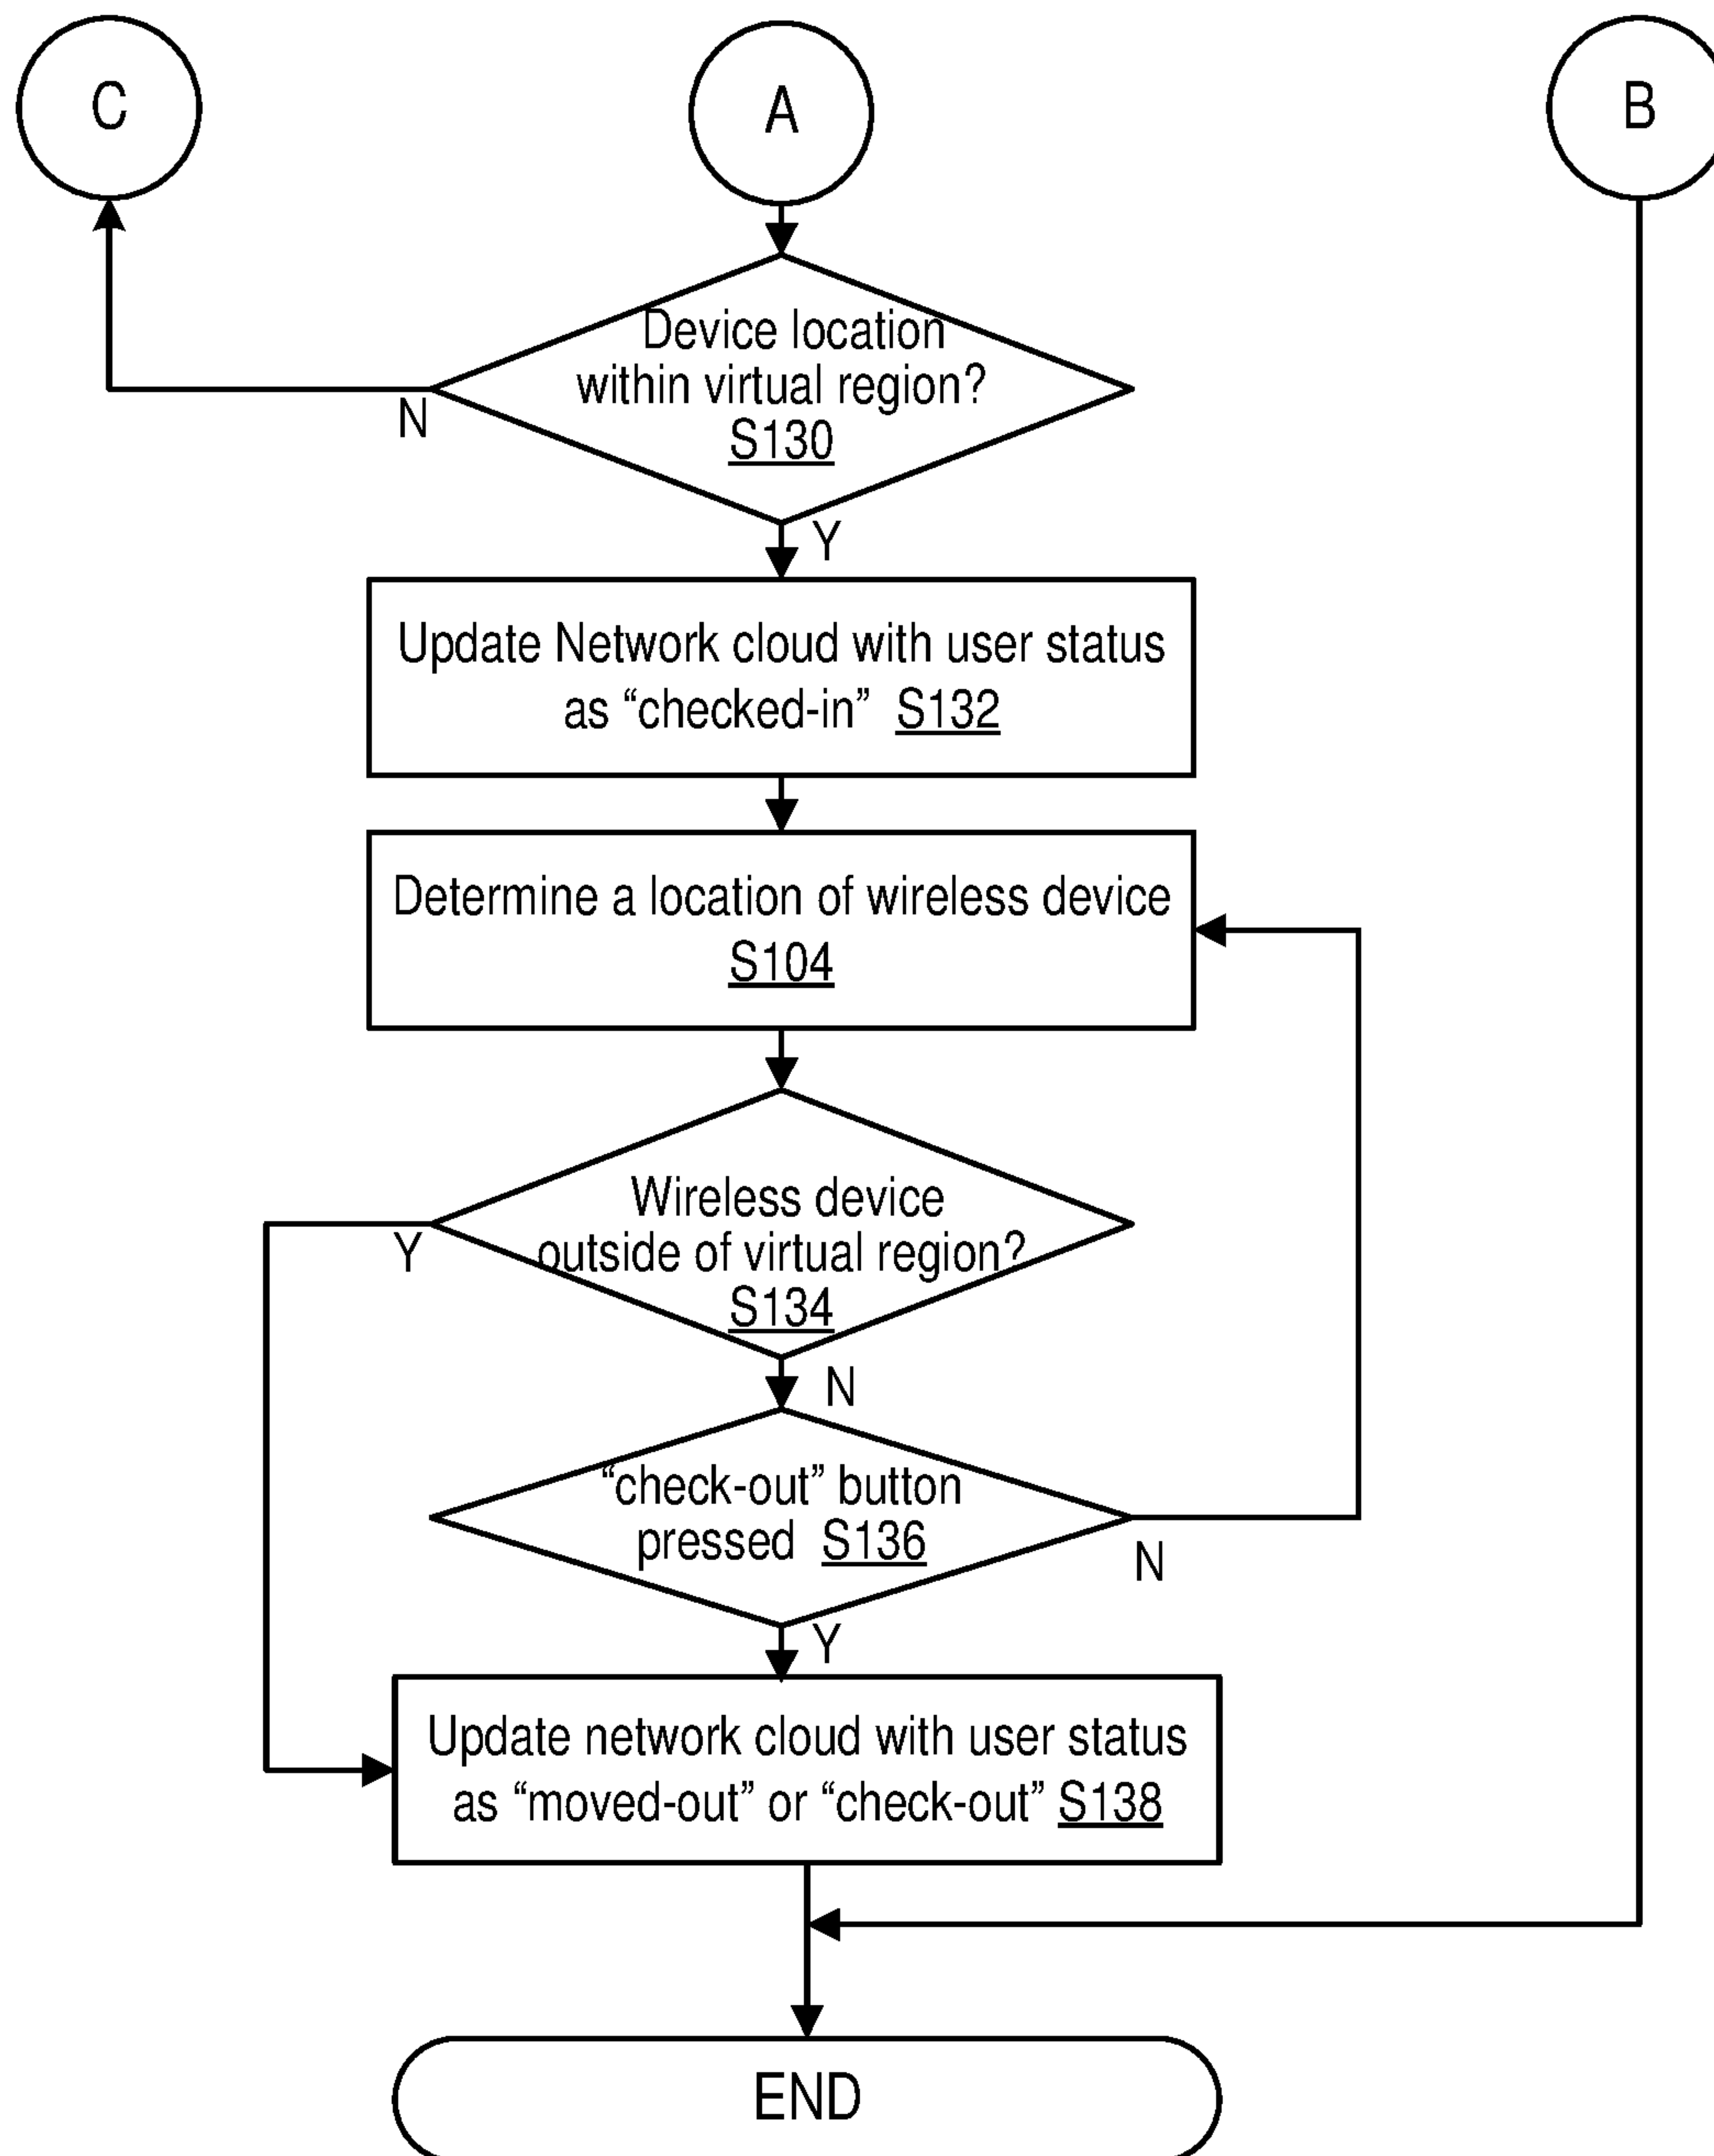 C
A
B
Device location
within virtual region?
S130
N
Y
Update Network cloud with user status
as “checked-in” S132
Determine a location of wireless device
S104
Wireless device
outside of virtual region?
S134
Y
N
“check-out” button
pressed S136
N
Y
Update network cloud with user status
as “moved-out” or “check-out” S138
END